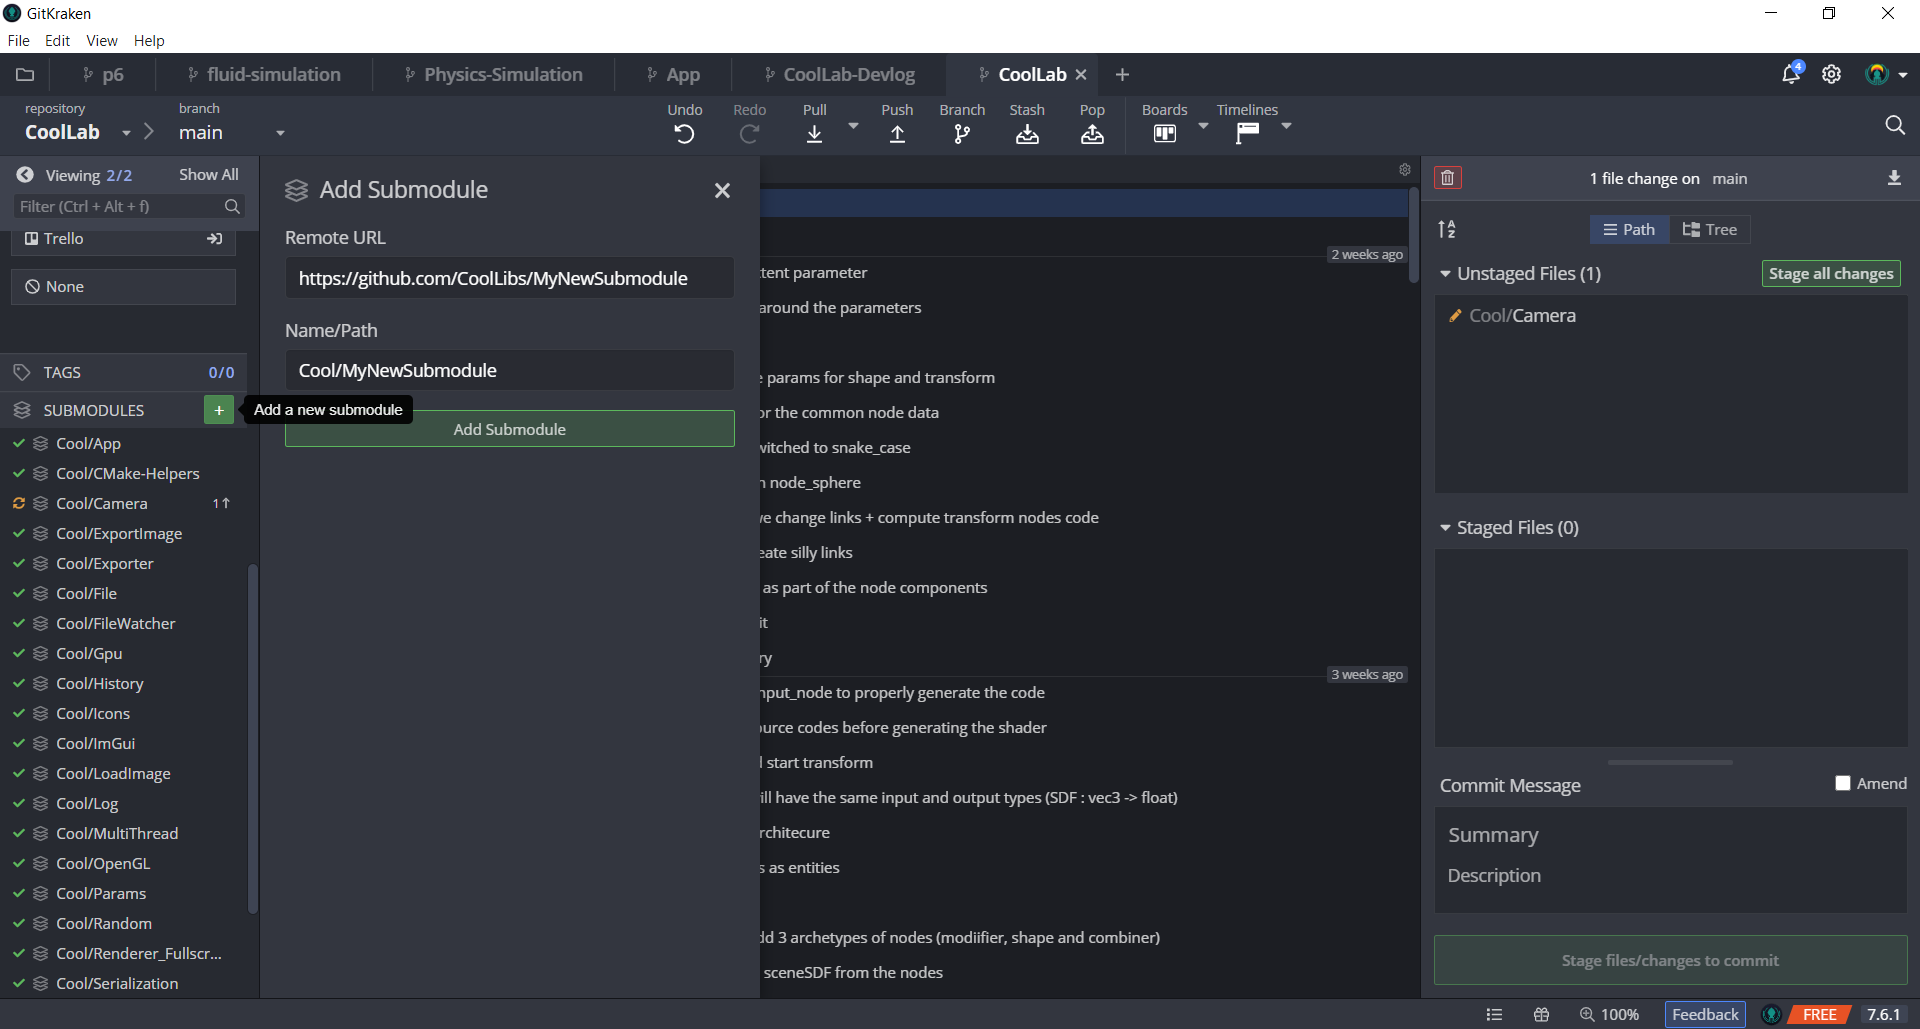 GitKraken
File Edit View Help
p6 fluid-simulation Physics-Simulation App CoolLab-Devlog CoolLab
4
repository branch
CoolLab main
Undo Redo Pull Push Branch Stash Pop Boards Timelines
Viewing 2/2 Show All
Filter (Ctrl + Alt + f)
Trello
None
TAGS 0/0
SUBMODULES
Cool/App
Cool/CMake-Helpers
Cool/Camera 1↑
Cool/ExportImage
Cool/Exporter
Cool/File
Cool/FileWatcher
Cool/Gpu
Cool/History
Cool/Icons
Cool/ImGui
Cool/LoadImage
Cool/Log
Cool/MultiThread
Cool/OpenGL
Cool/Params
Cool/Random
Cool/Renderer_Fullscr...
Cool/Serialization
Add Submodule
Remote URL
https://github.com/CoolLibs/MyNewSubmodule
Name/Path
Cool/MyNewSubmodule
Add a new submodule
Add Submodule
2 weeks ago
tent parameter
around the parameters
params for shape and transform
or the common node data
witched to snake_case
n node_sphere
ve change links + compute transform nodes code
eate silly links
as part of the node components
it
ry
3 weeks ago
nput_node to properly generate the code
urce codes before generating the shader
start transform
ill have the same input and output types (SDF : vec3 -> float)
rchitecure
s as entities
dd 3 archetypes of nodes (modiifier, shape and combiner)
sceneSDF from the nodes
1 file change on main
Path Tree
Unstaged Files (1) Stage all changes
Cool/Camera
Staged Files (0)
Commit Message Amend
Summary
Description
Stage files/changes to commit
100% Feedback FREE 7.6.1